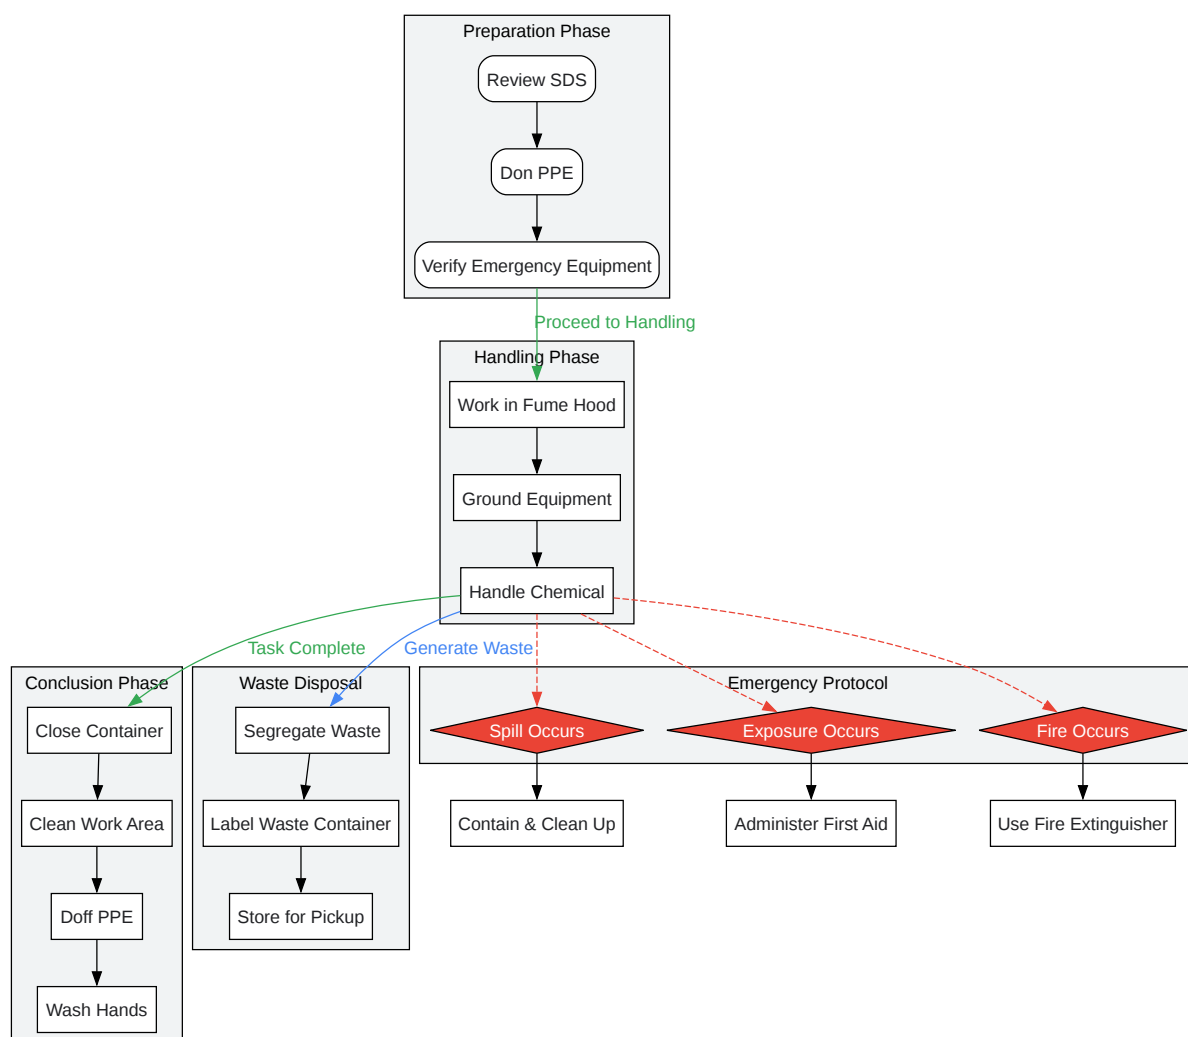 Preparation Phase
Review SDS
Don PPE
Verify Emergency Equipment
Proceed to Handling
Handling Phase
Work in Fume Hood
Ground Equipment
Handle Chemical
Task Complete
Generate Waste
Conclusion Phase
Close Container
Clean Work Area
Doff PPE
Wash Hands
Waste Disposal
Segregate Waste
Label Waste Container
Store for Pickup
Emergency Protocol
Spill Occurs
Exposure Occurs
Fire Occurs
Contain & Clean Up
Administer First Aid
Use Fire Extinguisher